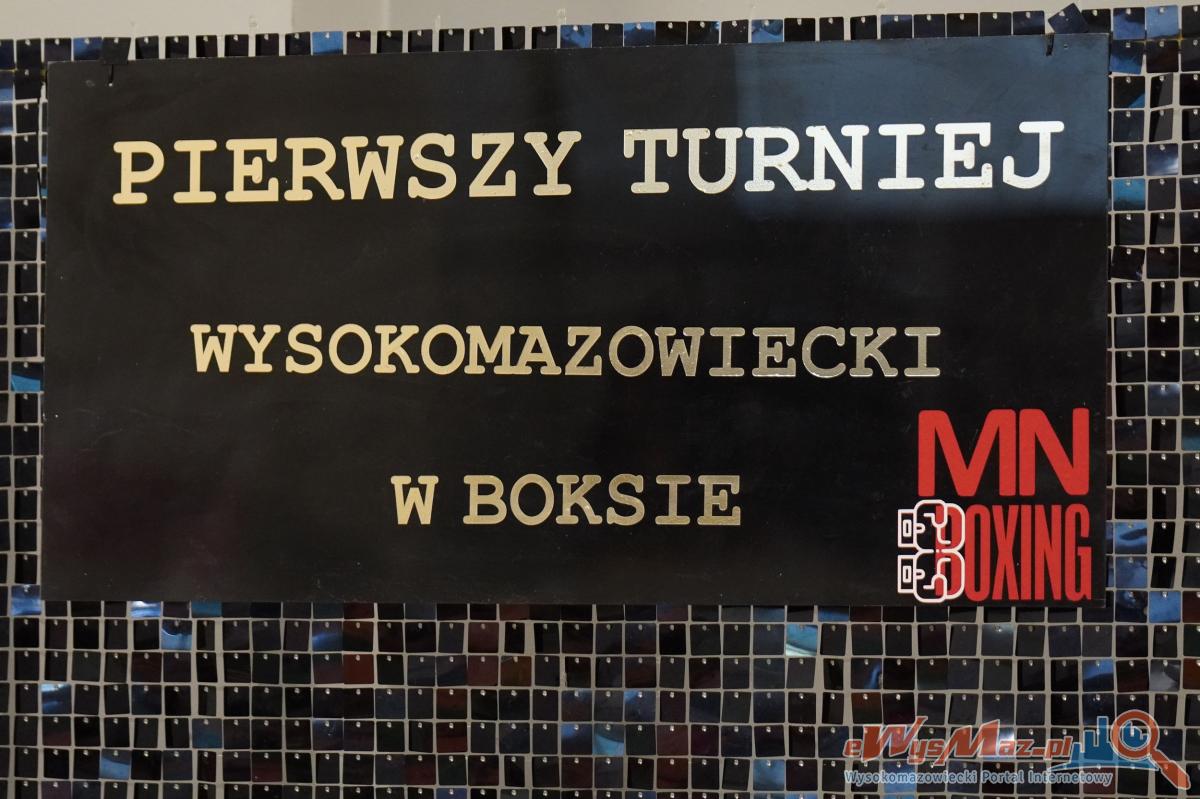 PIERWSZY TURNIEJ
WYSOKOMAZOWIECKI
W BOKSIE
MN
BOXING
eWysMaz.pl
Wysokomazowiecki Portal Internetowy